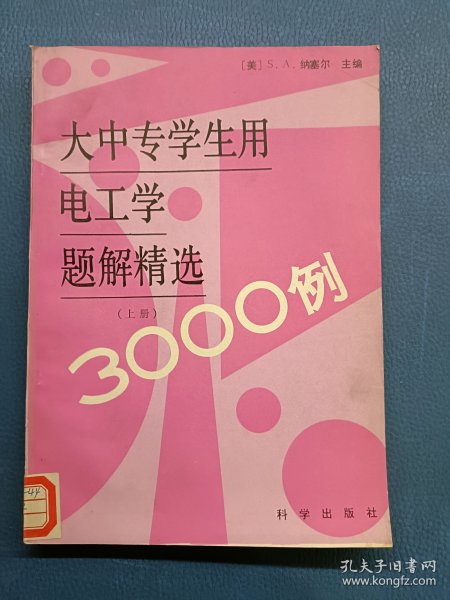 [美] S. A. 纳塞尔 主编
大中专学生用
电工学
题解精选
(上册)
3000例
科学出版社
孔夫子旧书网
www.kongfz.com